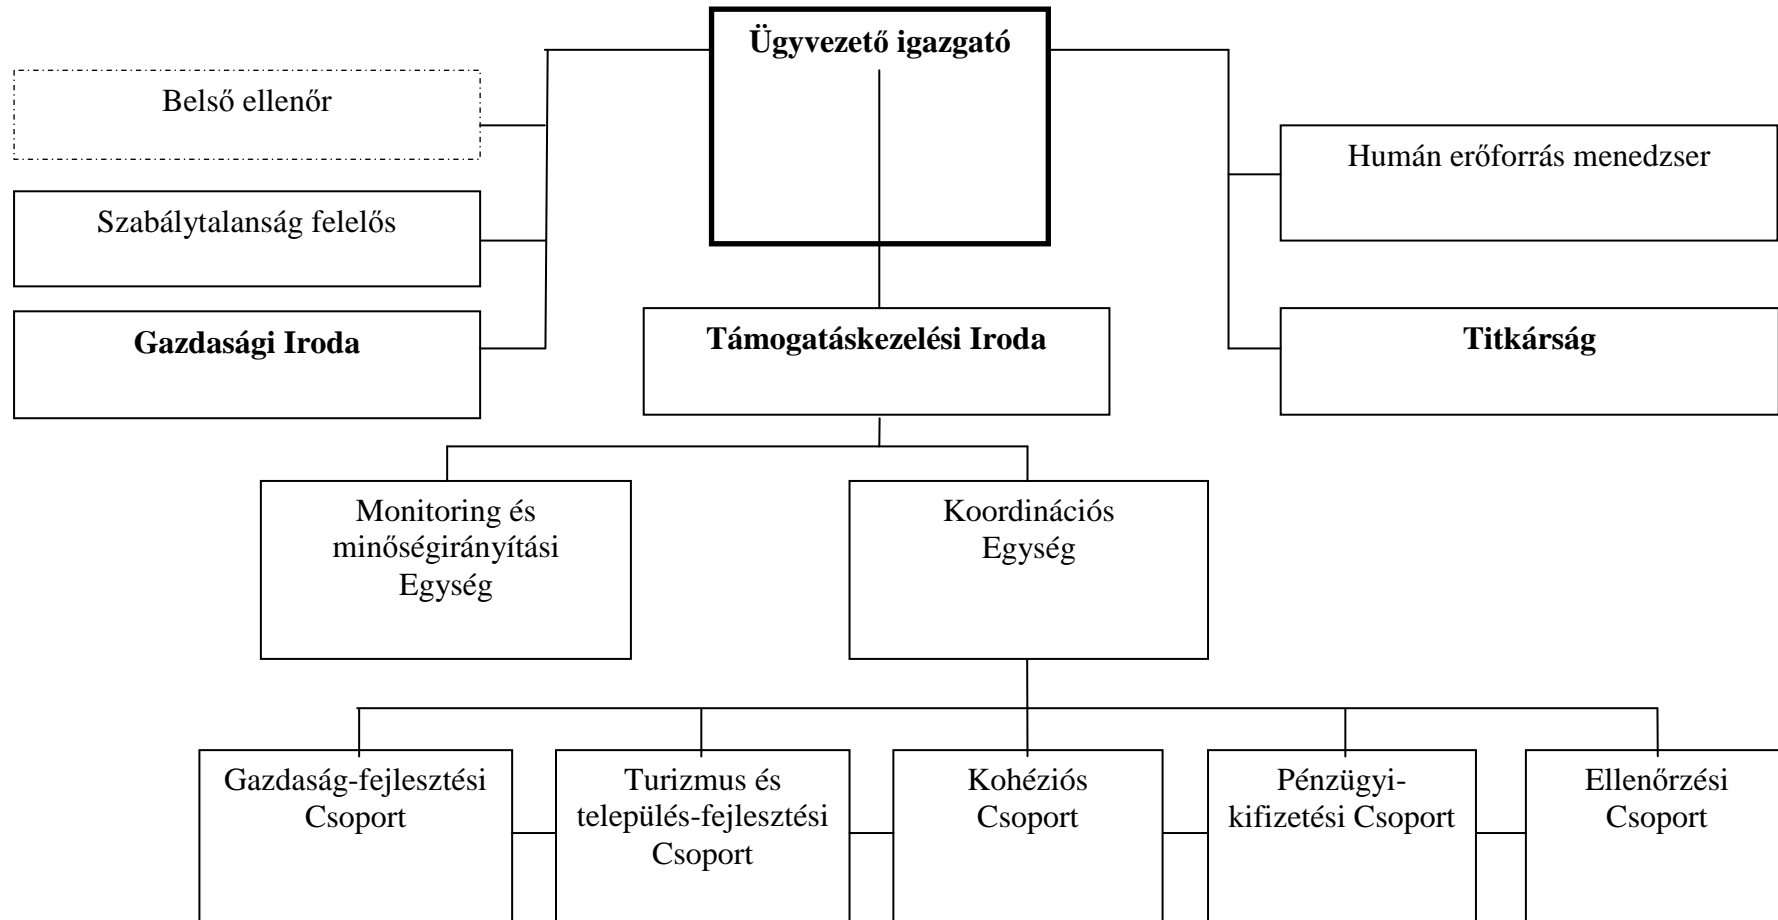 Ügyvezető igazgató
Belső ellenőr
Humán erőforrás menedzser
Szabálytalanság felelős
Gazdasági Iroda
Támogatáskezelési Iroda
Titkárság
Monitoring és
minőségirányítási
Egység
Koordinációs
Egység
Gazdaság-fejlesztési
Csoport
Turizmus és
település-fejlesztési
Csoport
Kohéziós
Csoport
Pénzügyi-
kifizetési Csoport
Ellenőrzési
Csoport